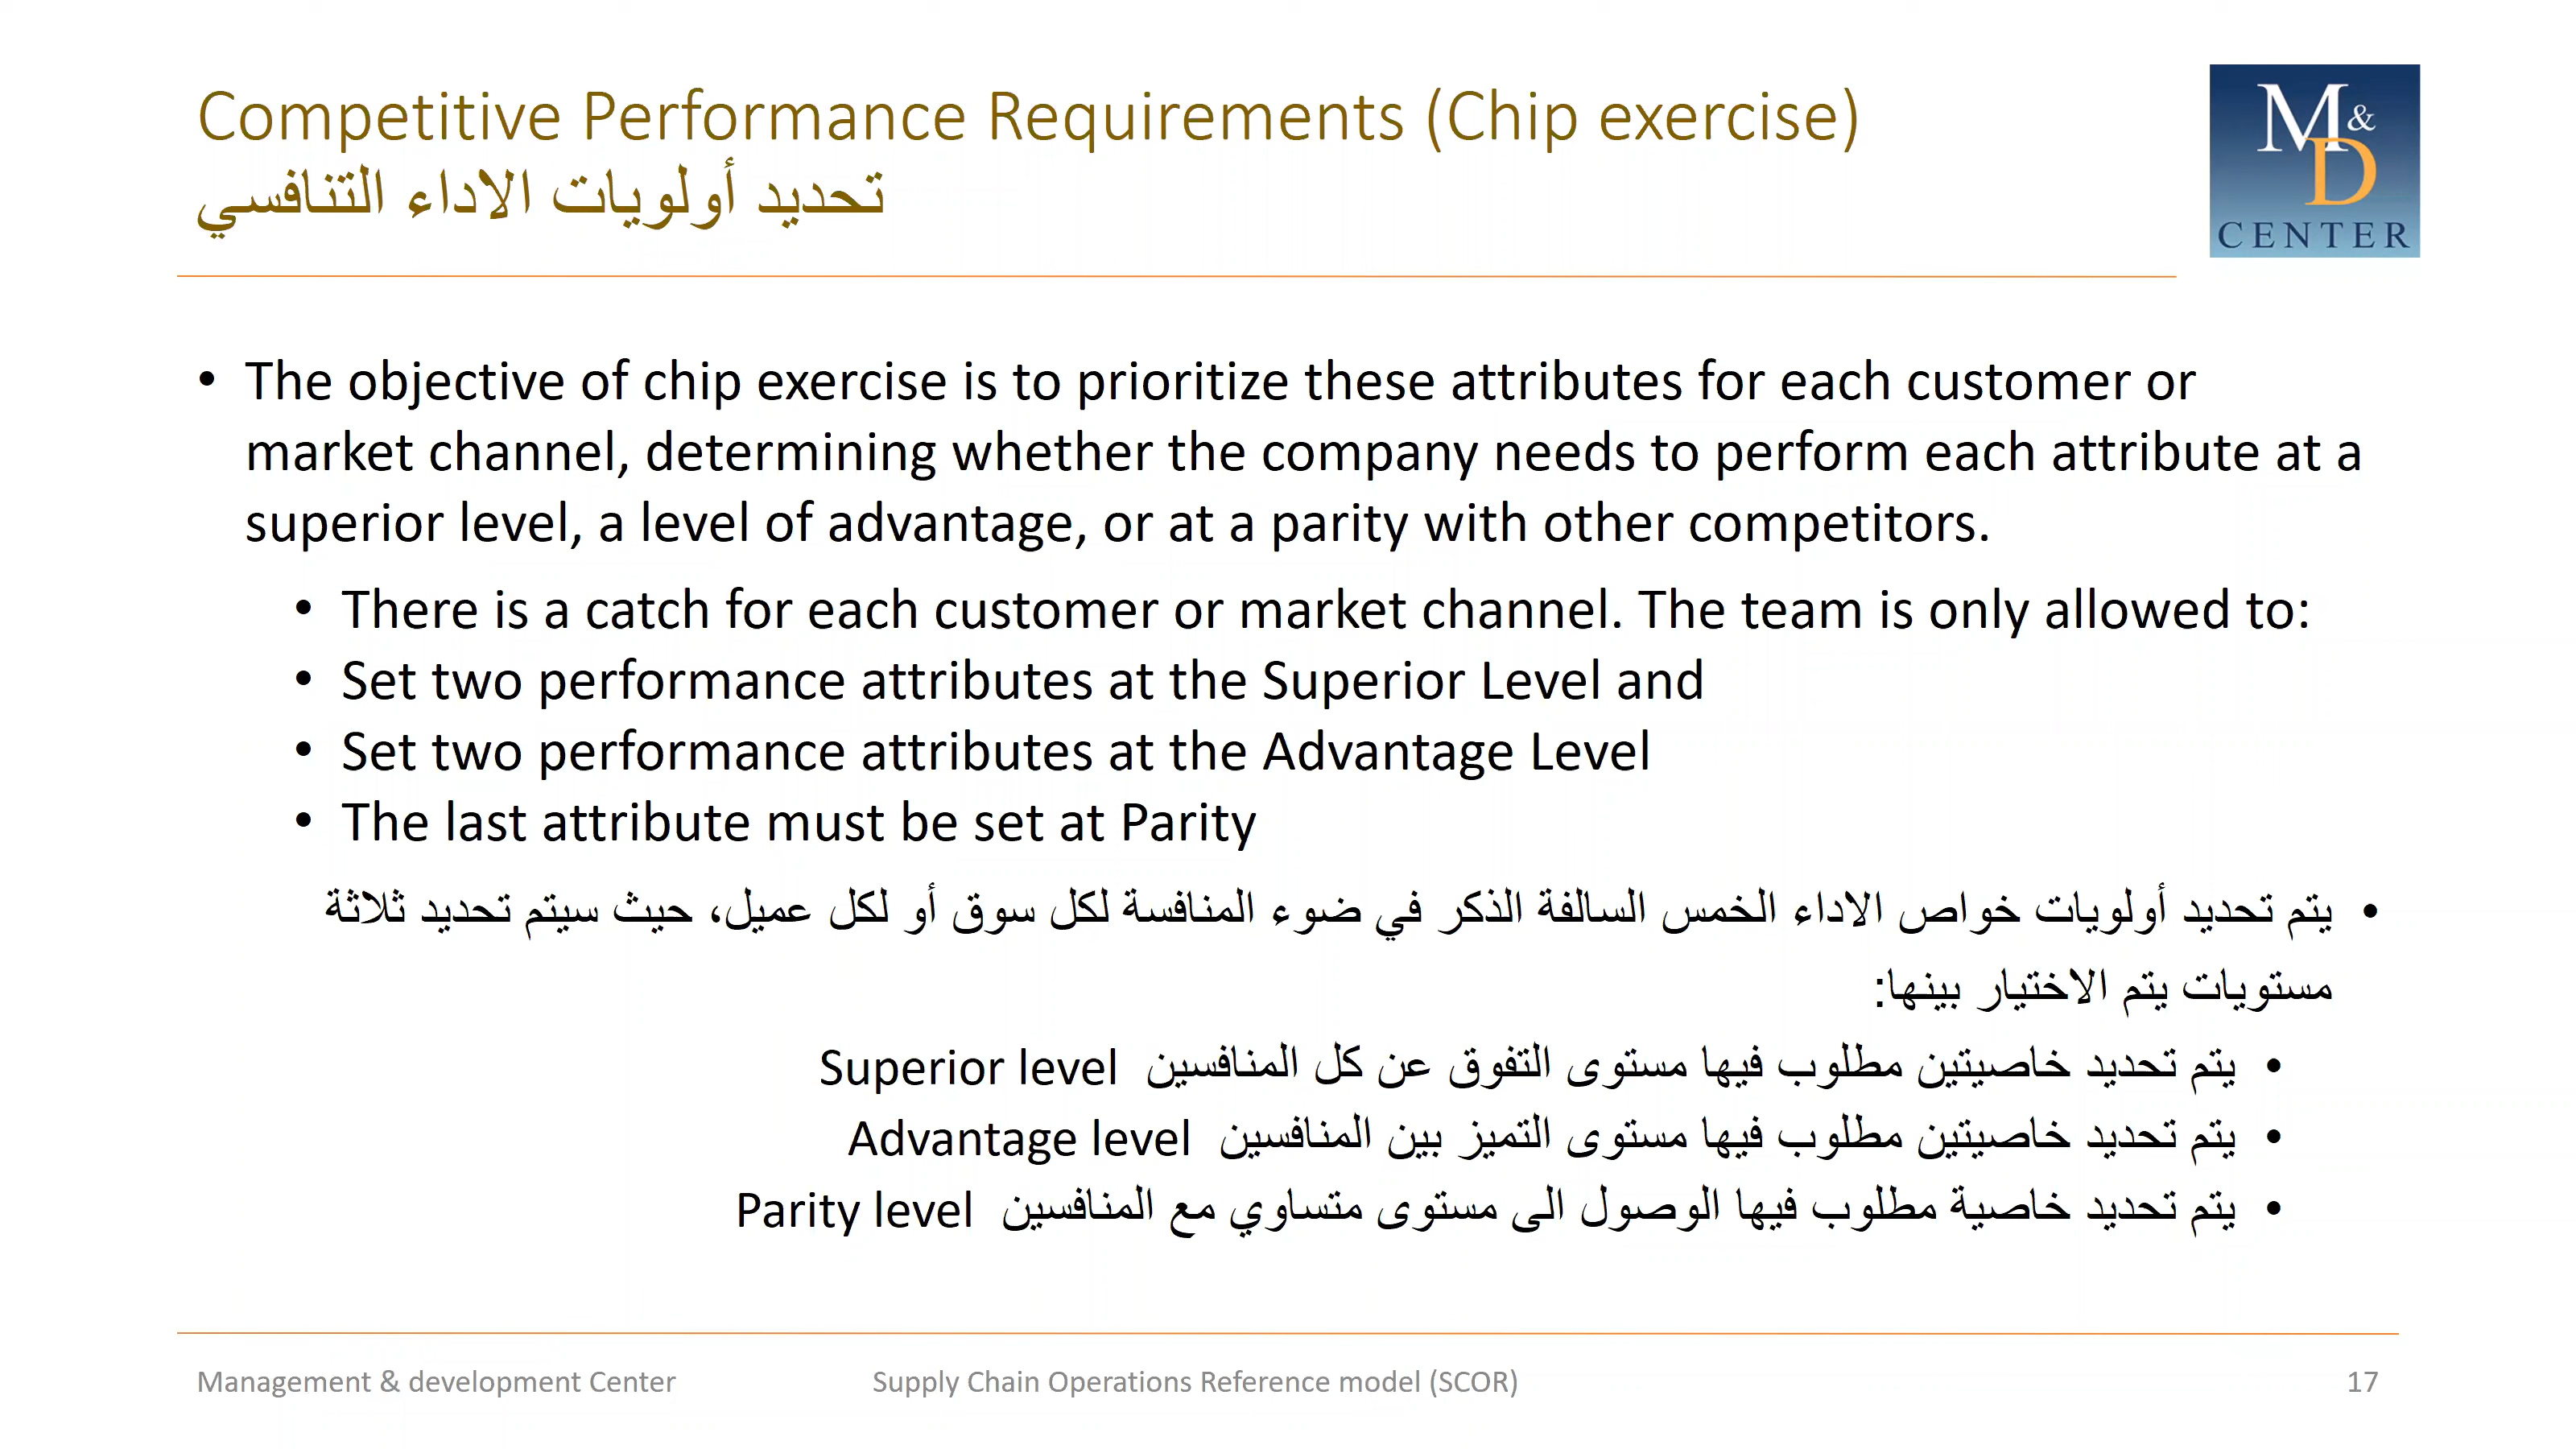 Competitive Performance Requirements (Chip exercise)
تحديد أولويات الاداء التنافسي
M&D
CENTER
• The objective of chip exercise is to prioritize these attributes for each customer or
market channel, determining whether the company needs to perform each attribute at a
superior level, a level of advantage, or at a parity with other competitors.
• There is a catch for each customer or market channel. The team is only allowed to:
• Set two performance attributes at the Superior Level and
• Set two performance attributes at the Advantage Level
• The last attribute must be set at Parity
• يتم تحديد أولويات خواص الاداء الخمس السالفة الذكر في ضوء المنافسة لكل سوق أو لكل عميل، حيث سيتم تحديد ثلاثة
مستويات يتم الاختيار بينها:
• يتم تحديد خاصيتين مطلوب فيها مستوى التفوق عن كل المنافسين Superior level
• يتم تحديد خاصيتين مطلوب فيها مستوى التميز بين المنافسين Advantage level
• يتم تحديد خاصية مطلوب فيها الوصول الى مستوى متساوي مع المنافسين Parity level
Management & development Center
Supply Chain Operations Reference model (SCOR)
17